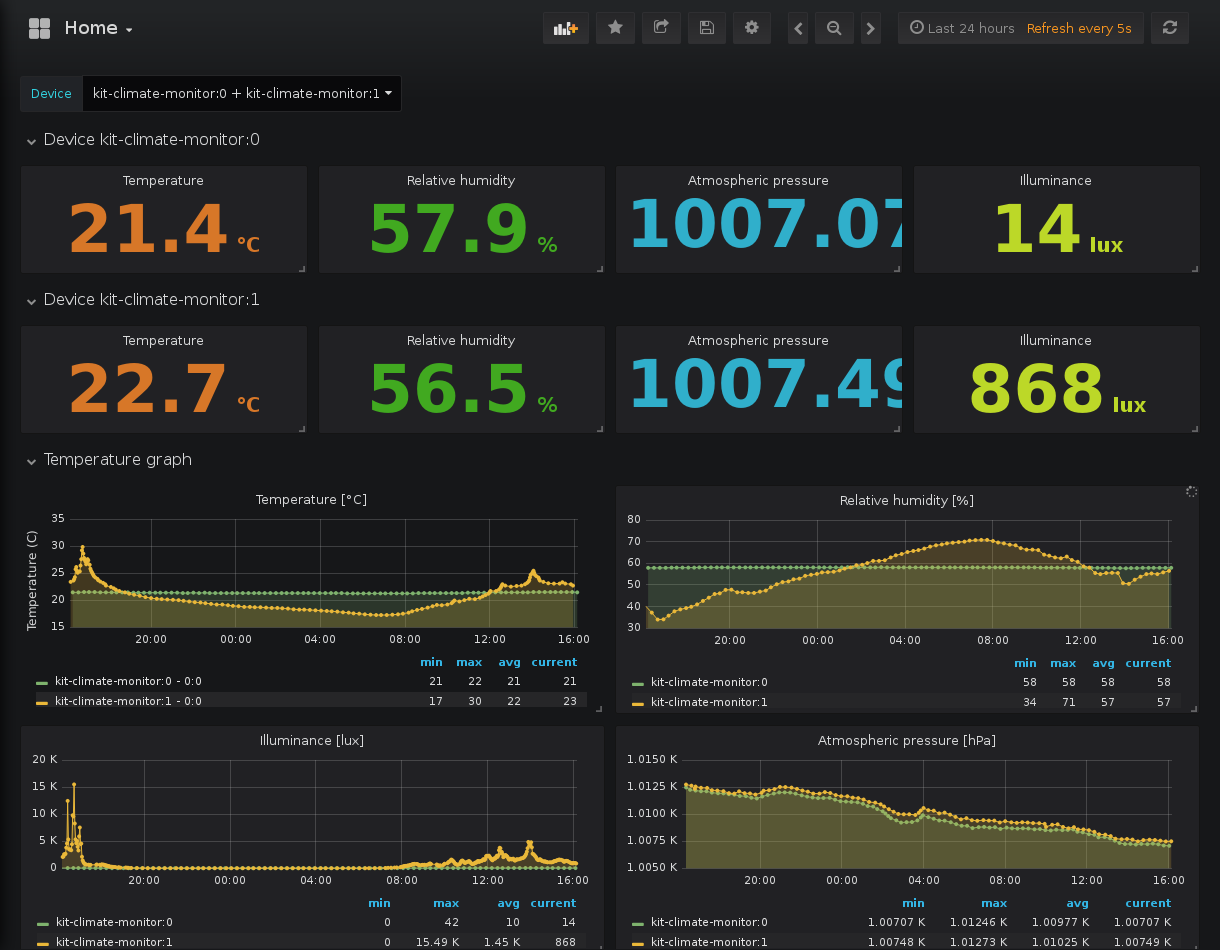 Home
Last 24 hours Refresh every 5s
Device kit-climate-monitor:0 + kit-climate-monitor:1
Device kit-climate-monitor:0
Temperature Relative humidity Atmospheric pressure Illuminance
21.4 °C 57.9 % 1007.07 14 lux
Device kit-climate-monitor:1
Temperature Relative humidity Atmospheric pressure Illuminance
22.7 °C 56.5 % 1007.49 868 lux
Temperature graph
Temperature [°C]
Temperature (C)
35
30
25
20
15
20:00 00:00 04:00 08:00 12:00 16:00
min max avg current
kit-climate-monitor:0 - 0:0 21 22 21 21
kit-climate-monitor:1 - 0:0 17 30 22 23
Relative humidity [%]
80
70
60
50
40
30
20:00 00:00 04:00 08:00 12:00 16:00
min max avg current
kit-climate-monitor:0 58 58 58 58
kit-climate-monitor:1 34 71 57 57
Illuminance [lux]
20 K
15 K
10 K
5 K
0
20:00 00:00 04:00 08:00 12:00 16:00
min max avg current
kit-climate-monitor:0 0 42 10 14
kit-climate-monitor:1 0 15.49 K 1.45 K 868
Atmospheric pressure [hPa]
1.0150 K
1.0125 K
1.0100 K
1.0075 K
1.0050 K
20:00 00:00 04:00 08:00 12:00 16:00
min max avg current
kit-climate-monitor:0 1.00707 K 1.01246 K 1.00977 K 1.00707 K
kit-climate-monitor:1 1.00748 K 1.01273 K 1.01025 K 1.00749 K